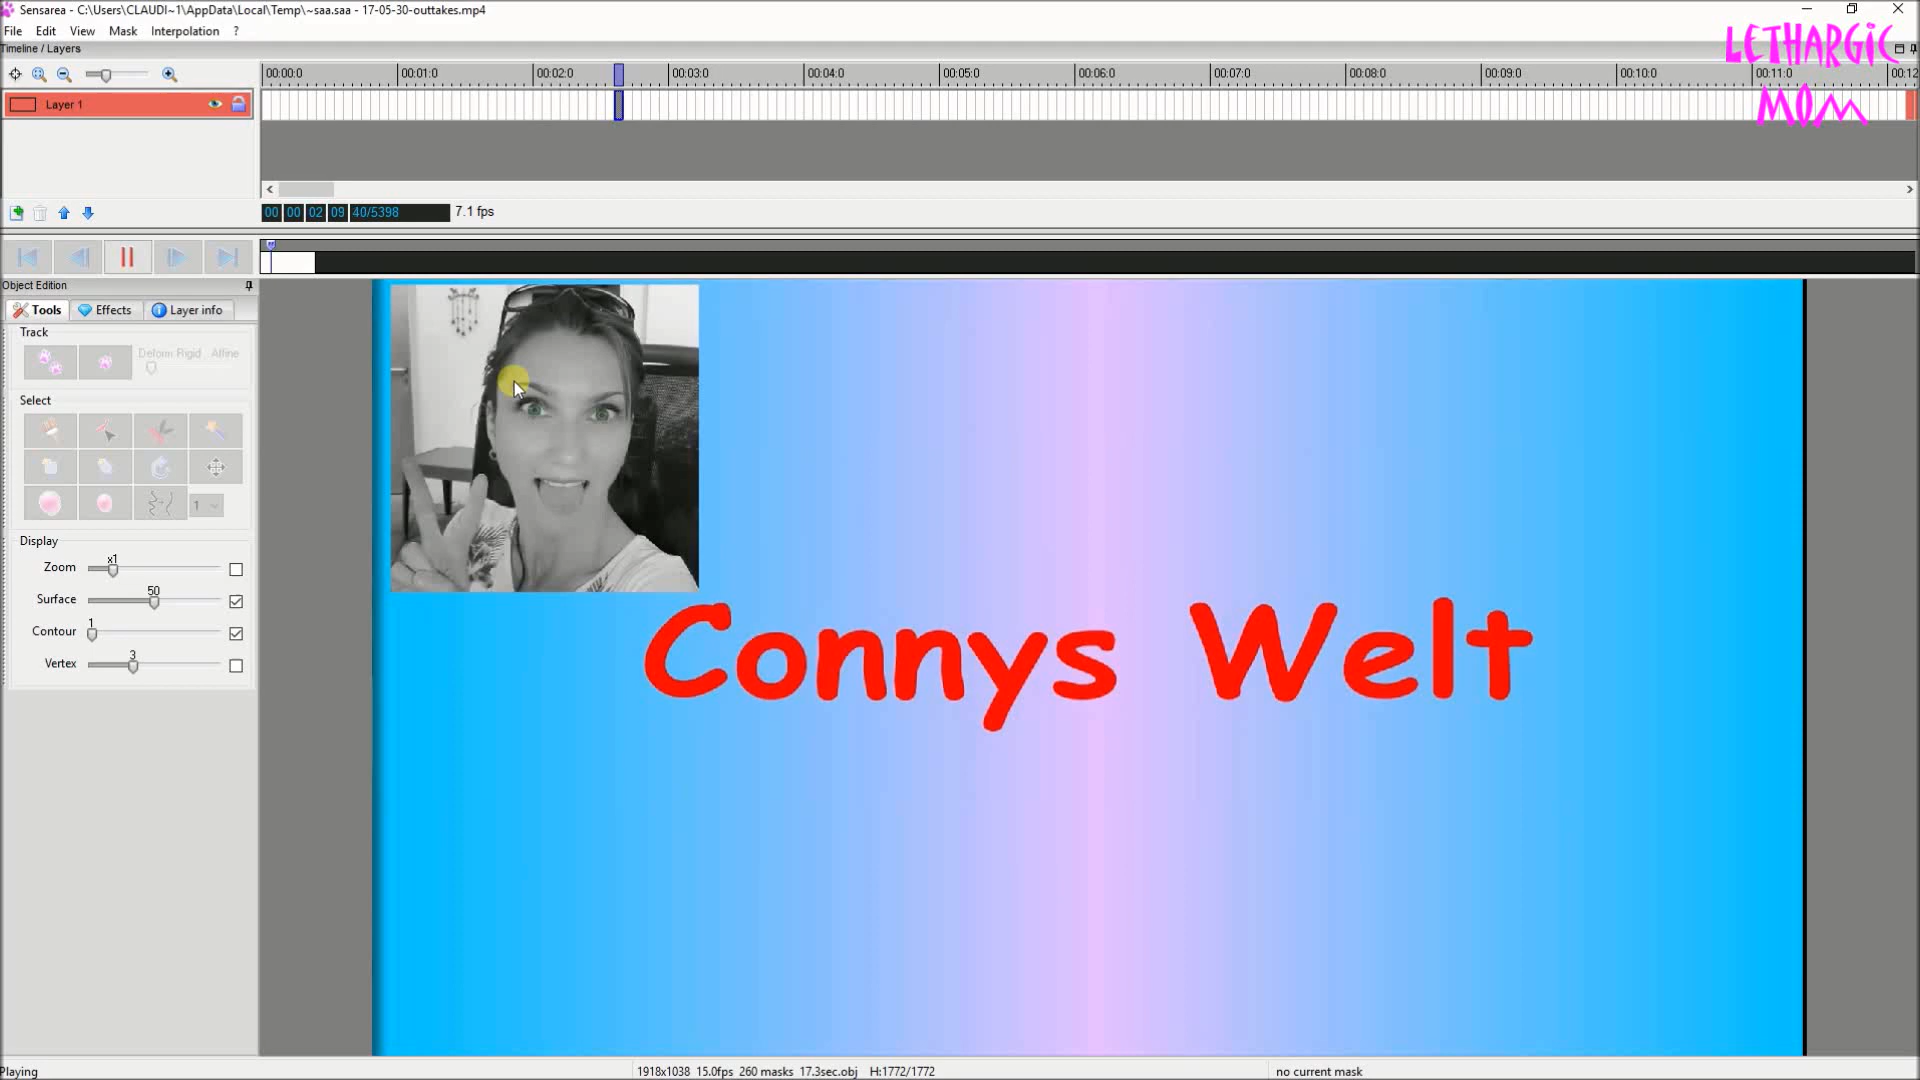 Sensarea - C:\Users\CLAUDI~1\AppData\Local\Temp\~saa.saa - 17-05-30-outtakes.mp4
File Edit View Mask Interpolation ?
LETHARGIC
MOM
Timeline / Layers
00:00:0 00:01:0 00:02:0 00:03:0 00:04:0 00:05:0 00:06:0 00:07:0 00:08:0 00:09:0 00:10:0 00:11:0 00:12
Layer 1
00 00 02 09 40/5398 7.1 fps
Object Edition
Tools Effects Layer info
Track
Deform Rigid Affine
Select
1
Display
x1
Zoom
50
Surface
1
Contour
3
Vertex
Connys Welt
Playing 1918x1038 15.0fps 260 masks 17.3sec.obj H:1772/1772 no current mask